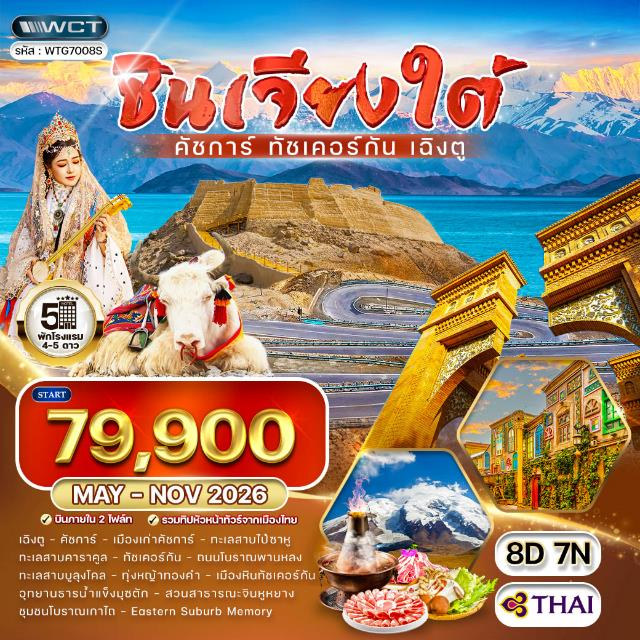 WCT
รหัส : WTG7008S
ซินเจียงใต้
คัชการ์ ทัชเคอร์กัน เฉิงตู
5
HOTEL
พักโรงแรม
4-5 ดาว
START
79,900
MAY - NOV 2026
บินภายใน 2 ไฟล์ท
รวมทิปหัวหน้าทัวร์จากเมืองไทย
เฉิงตู - คัชการ์ - เมืองเก่าคัชการ์ - ทะเลสาบไป๋ซาหู
ทะเลสาบคาราคูล - ทัชเคอร์กัน - ถนนโบราณพานหลง
ทะเลสาบบูลุงโคล - ทุ่งหญ้าทองคำ - เมืองหินทัชเคอร์กัน
อุทยานธารน้ำแข็งมุซตัก - สวนสาธารณะจินหูหยาง
ชุมชนโบราณเกาไถ - Eastern Suburb Memory
8D 7N
THAI